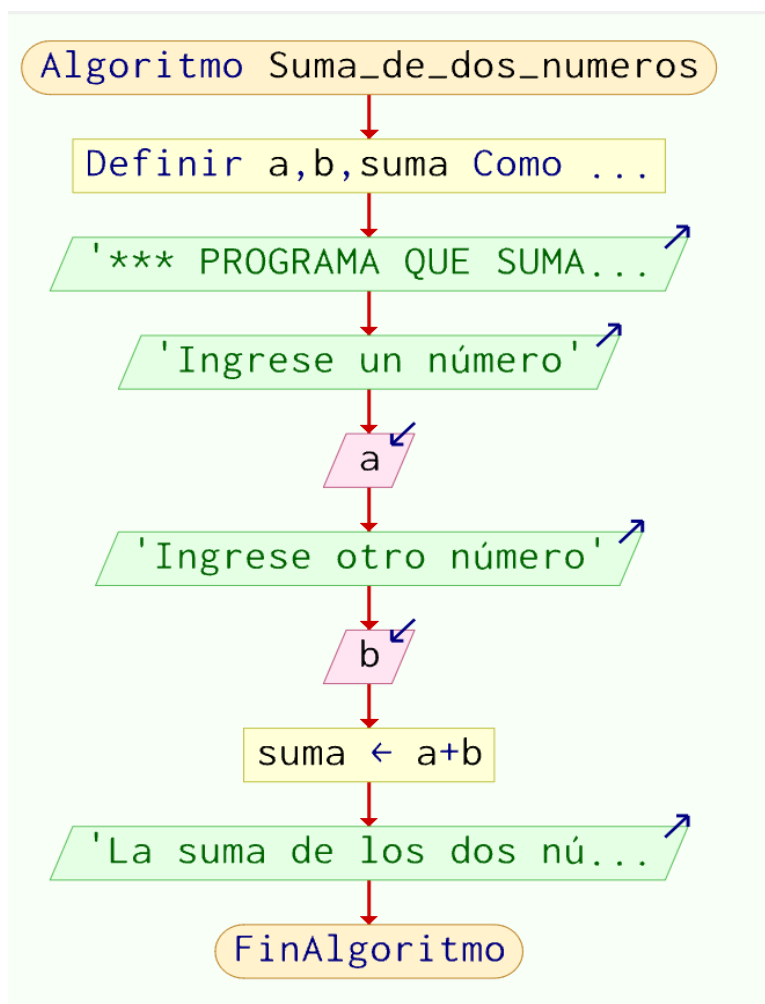 Algoritmo Suma_de_dos_numeros
Definir a,b,suma Como ...
'*** PROGRAMA QUE SUMA...
'Ingrese un número'
a
'Ingrese otro número'
b
suma ← a+b
'La suma de los dos nú...
FinAlgoritmo